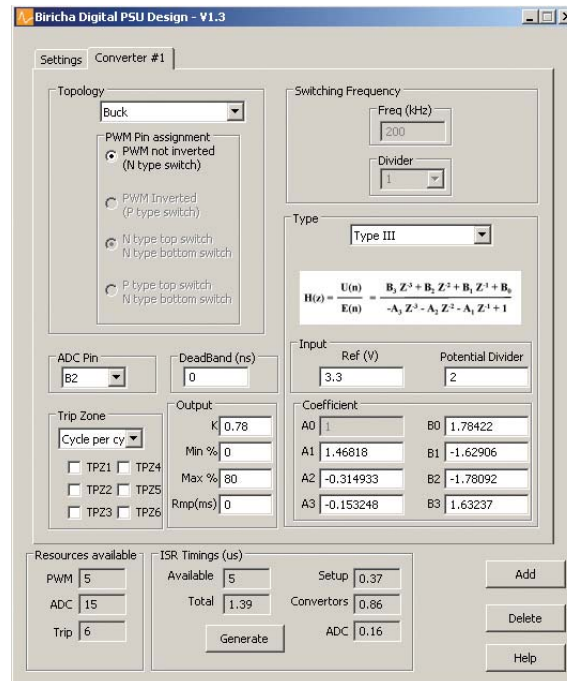 Biricha Digital PSU Design - V1.3
Settings
Converter #1
Topology
Buck
PWM Pin assignment
PWM not inverted
(N type switch)
PWM Inverted
(P type switch)
N type top switch
N type bottom switch
P type top switch
N type bottom switch
Switching Frequency
Freq (kHz)
200
Divider
1
Type
Type III
H(z) = U(n) / E(n) = B₃ Z⁻³ + B₂ Z⁻² + B₁ Z⁻¹ + B₀ / -A₃ Z⁻³ - A₂ Z⁻² - A₁ Z⁻¹ + 1
ADC Pin
B2
DeadBand (ns)
0
Input
Ref (V)
3.3
Potential Divider
2
Trip Zone
Cycle per cy
TPZ1 TPZ4
TPZ2 TPZ5
TPZ3 TPZ6
Output
K 0.78
Min % 0
Max % 80
Rmp(ms) 0
Coefficient
A0 1 B0 1.78422
A1 1.46818 B1 -1.62906
A2 -0.314933 B2 -1.78092
A3 -0.153248 B3 1.63237
Resources available
PWM 5
ADC 15
Trip 6
ISR Timings (us)
Available 5 Setup 0.37
Total 1.39 Convertors 0.86
Generate ADC 0.16
Add
Delete
Help